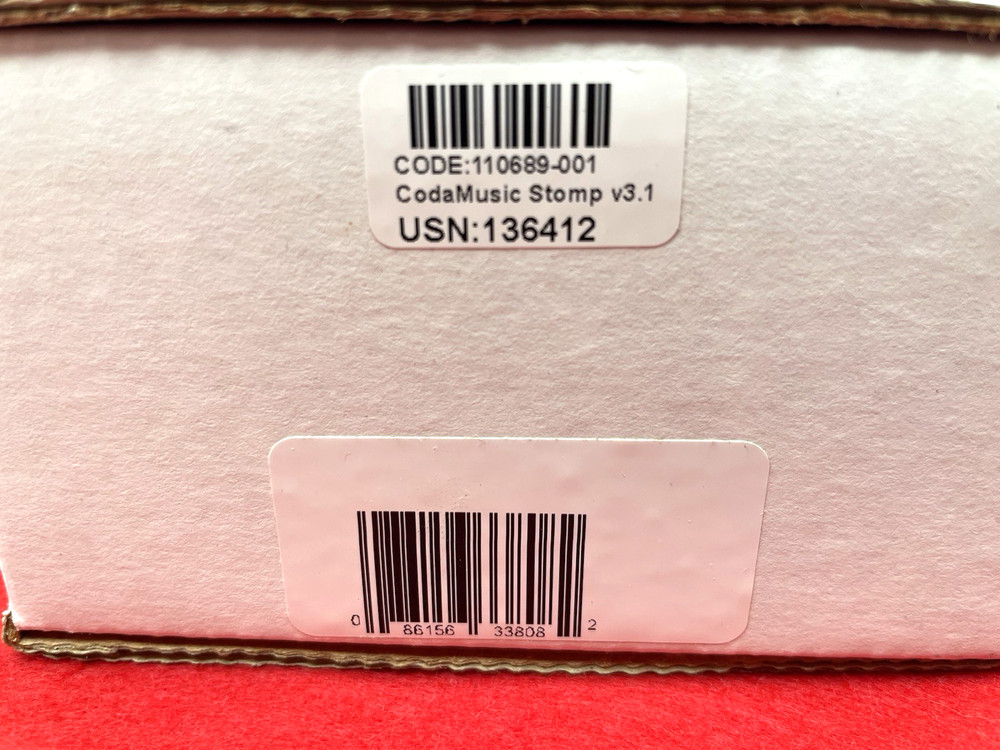 CODE:110689-001
CodaMusic Stomp v3.1
USN:136412
0 86156 33808 2